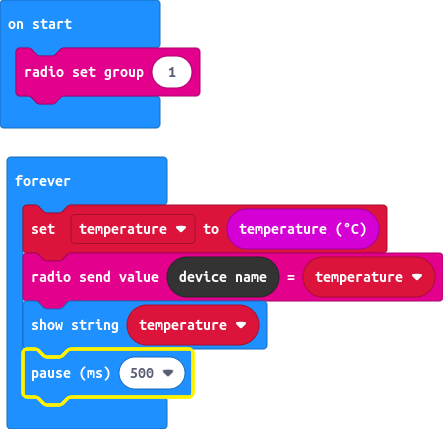 on start
radio set group 1
forever
set temperature to temperature (°C)
radio send value device name = temperature
show string temperature
pause (ms) 500